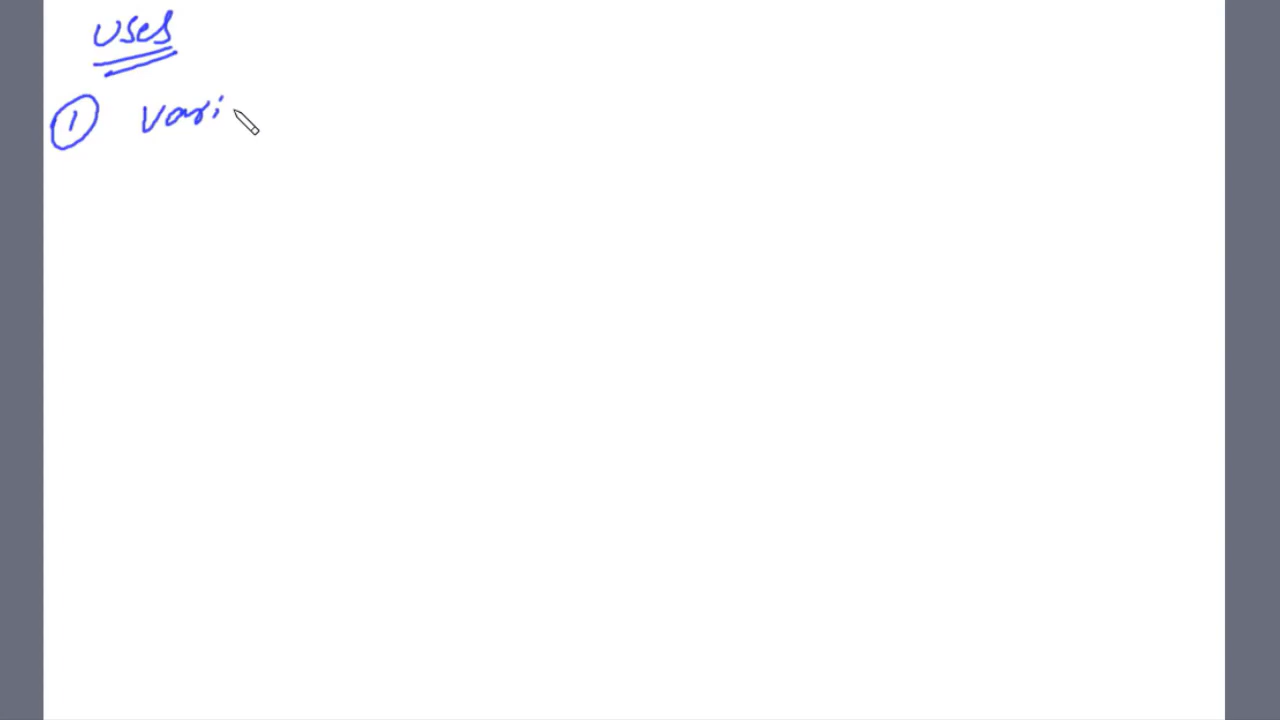 uses
① vari